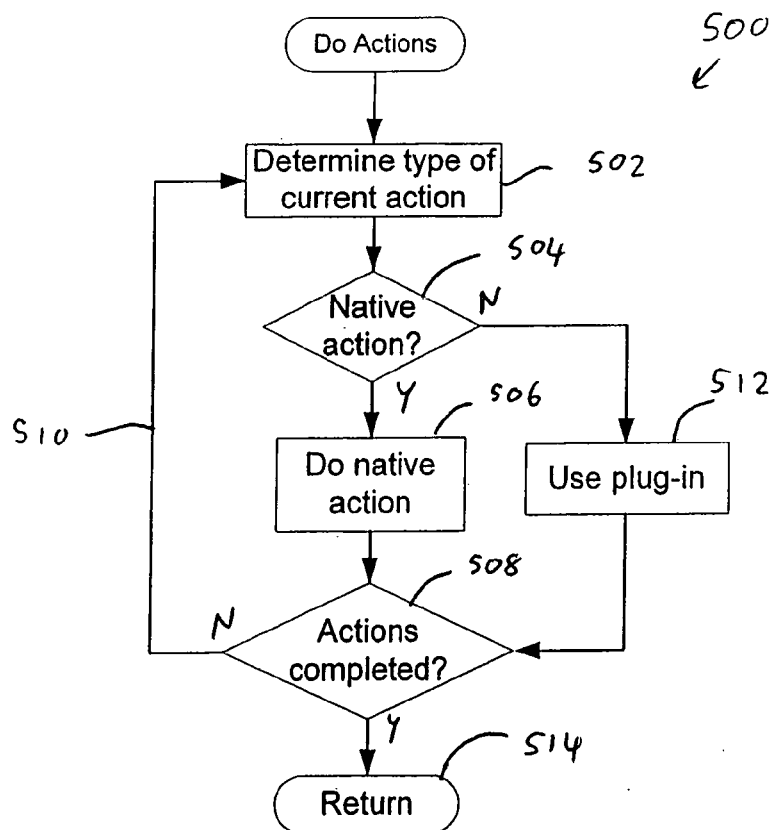 Do Actions
500
Determine type of
current action
502
504
Native
action?
N
Y
506
512
510
Do native
action
Use plug-in
508
N
Actions
completed?
Y
514
Return